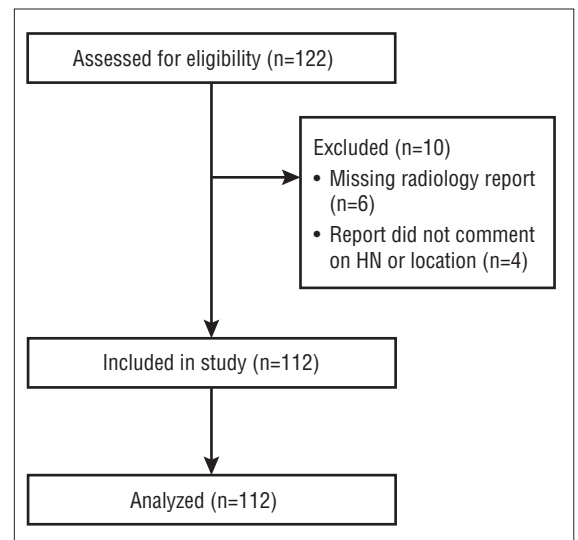 Assessed for eligibility (n=122)
Excluded (n=10)
• Missing radiology report
(n=6)
• Report did not comment
on HN or location (n=4)
Included in study (n=112)
Analyzed (n=112)